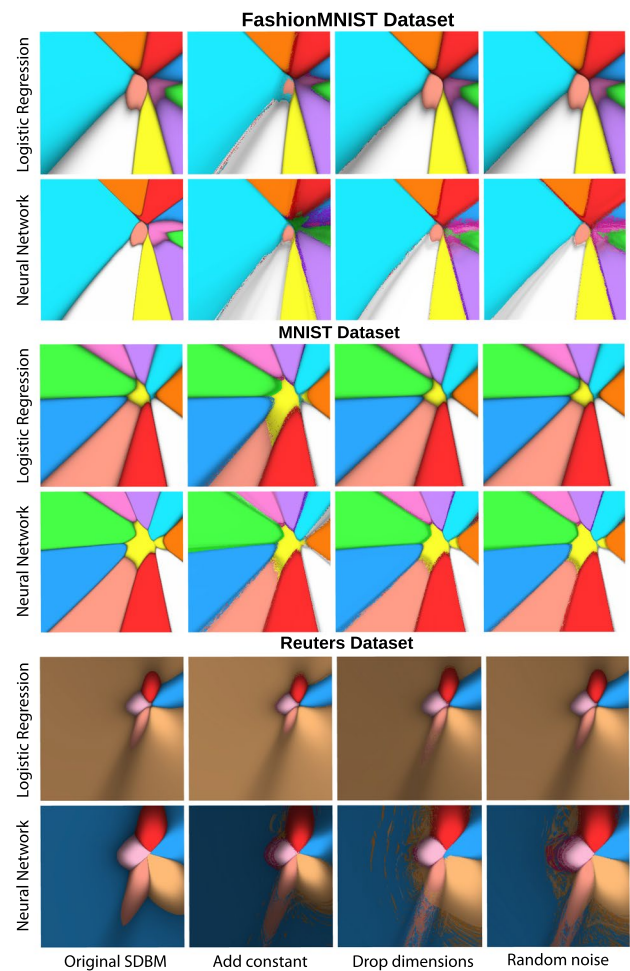 FashionMNIST Dataset
Logistic Regression
Neural Network
MNIST Dataset
Logistic Regression
Neural Network
Reuters Dataset
Logistic Regression
Neural Network
Original SDBM
Add constant
Drop dimensions
Random noise